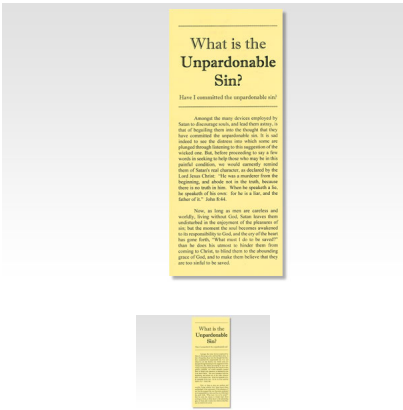 What is the
Unpardonable
Sin?
Have I committed the unpardonable sin?
Amongst the many devices employed by
Satan to discourage souls, and lead them astray, is
that of beguiling them into the thought that they
have committed the unpardonable sin. It is sad
indeed to see the distress into which some are
plunged through listening to this suggestion of the
wicked one. But, before proceeding to say a few
words in seeking to help those who may be in this
painful condition, we would earnestly remind
them of Satan's real character, as declared by the
Lord Jesus Christ. "He was a murderer from the
beginning, and abode not in the truth, because
there is no truth in him. When he speaketh a lie,
he speaketh of his own: for he is a liar, and the
father of it." John 8:44.
Now, as long as men are careless and
worldly, living without God, Satan leaves them
undisturbed in the enjoyment of the pleasures of
sin; but the moment the soul becomes awakened
to its responsibility to God, and the cry of the heart
has gone forth, "What must I do to be saved?"
than he does his utmost to hinder them from
coming to Christ, to blind them to the abounding
grace of God, and to make them believe that they
are too sinful to be saved.
What is the
Unpardonable
Sin?